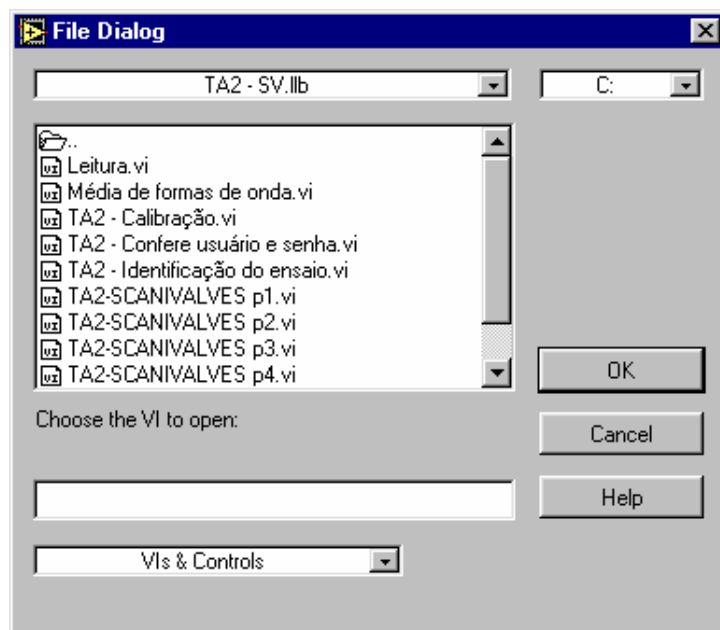 File Dialog
TA2 - SV.llb
C:
..
Leitura.vi
Média de formas de onda.vi
TA2 - Calibração.vi
TA2 - Confere usuário e senha.vi
TA2 - Identificação do ensaio.vi
TA2-SCANIVALVES p1.vi
TA2-SCANIVALVES p2.vi
TA2-SCANIVALVES p3.vi
TA2-SCANIVALVES p4.vi
OK
Choose the VI to open:
Cancel
Help
VIs & Controls